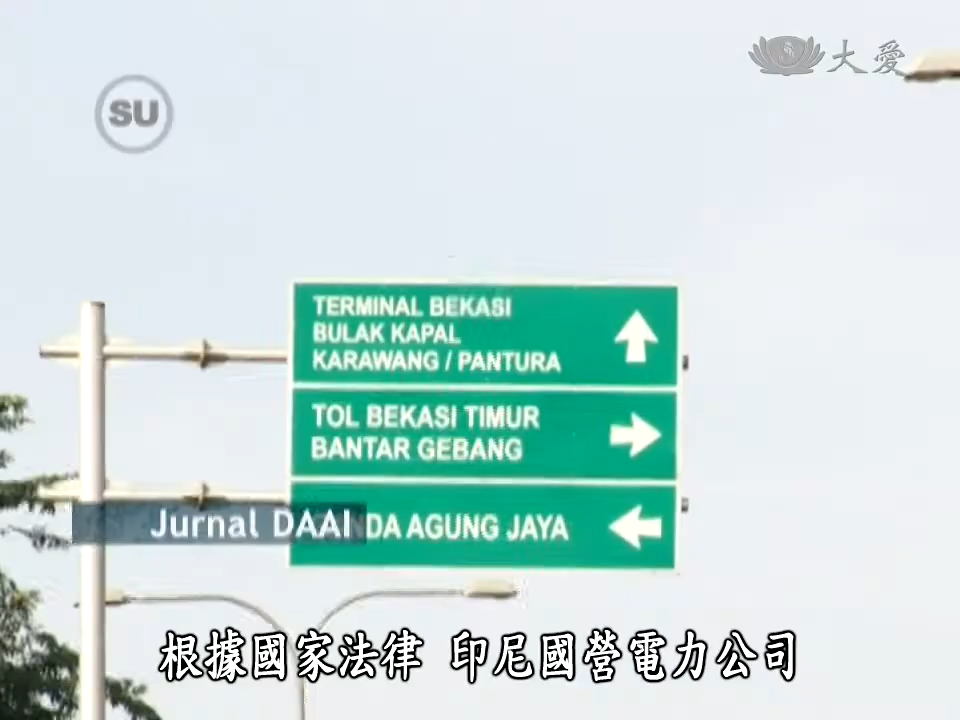 大愛
SU
TERMINAL BEKASI
BULAK KAPAL
KARAWANG / PANTURA
TOL BEKASI TIMUR
BANTAR GEBANG
AGUNG JAYA
Jurnal DAAI
根據國家法律 印尼國營電力公司